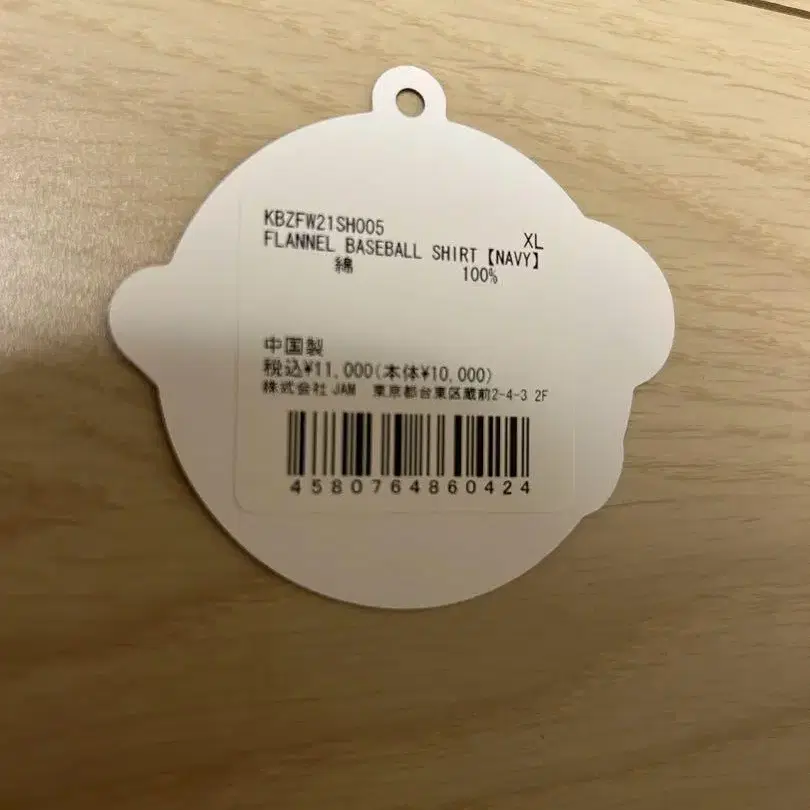 KBZFW21SH005
XL
FLANNEL BASEBALL SHIRT【NAVY】
綿 100%
中国製
税込¥11,000(本体¥10,000)
株式会社 JAM 東京都台東区蔵前2-4-3 2F
4580764860424